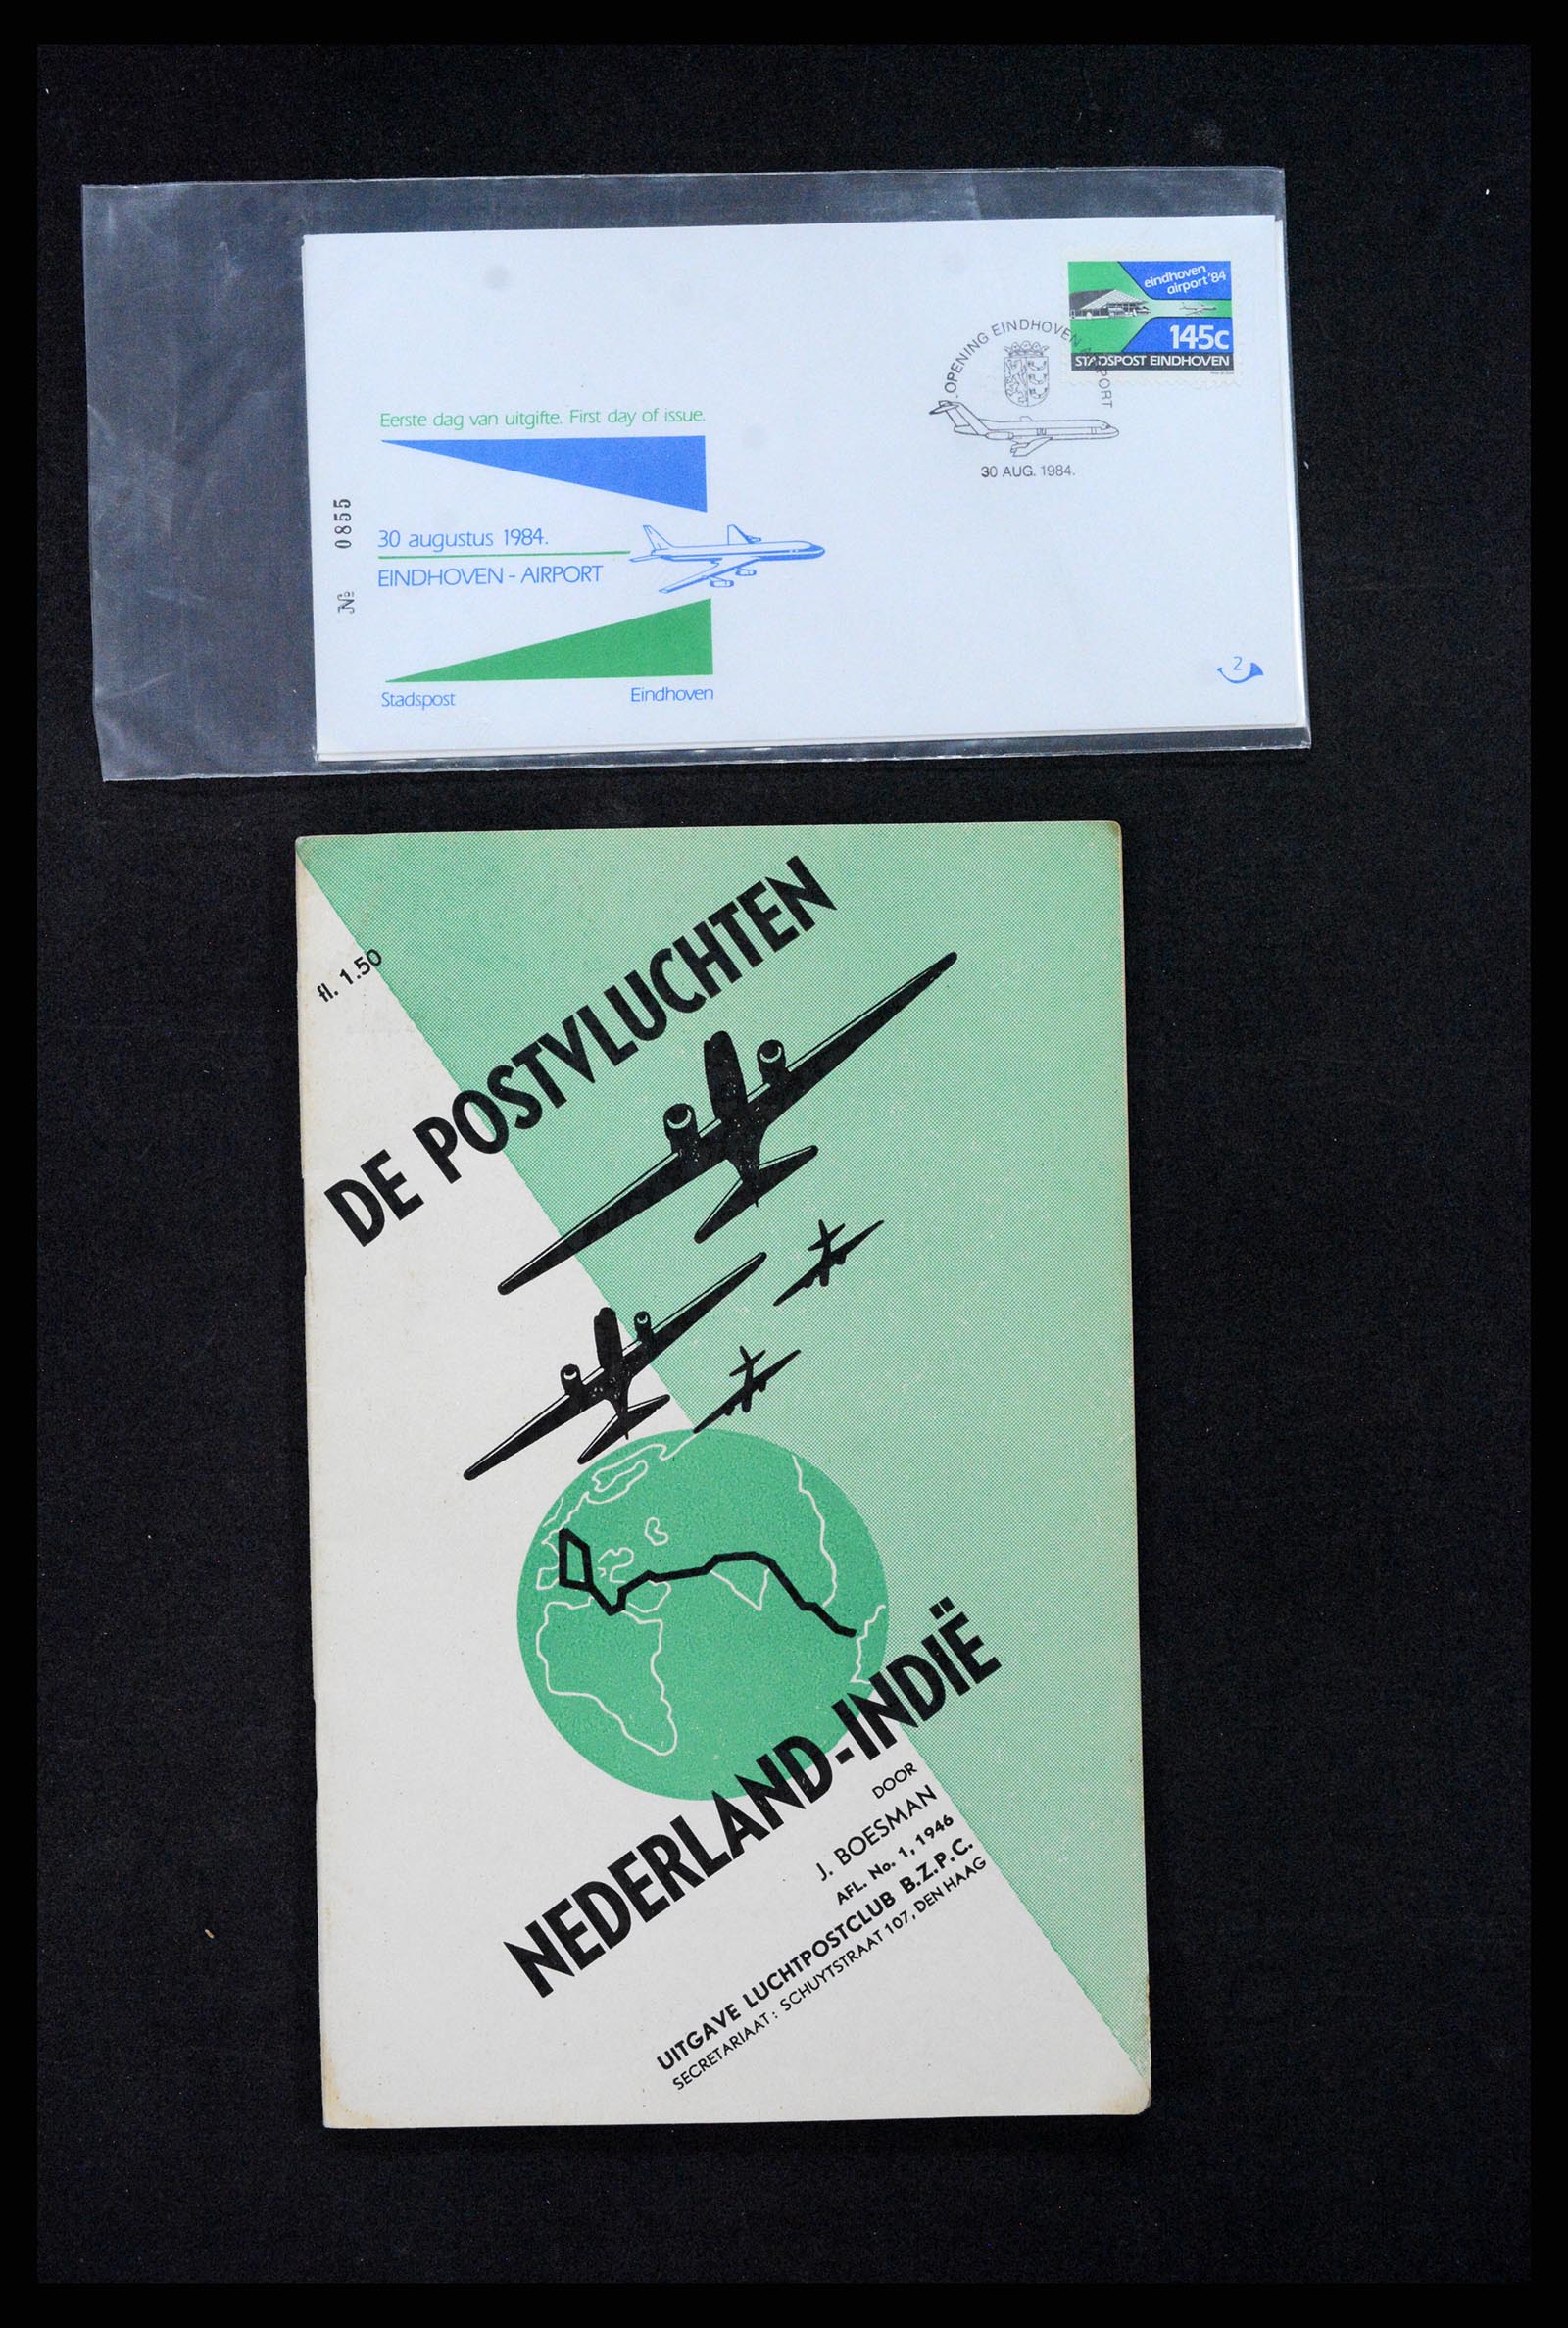 eindhoven
airport '84
145c
STADSPOST EINDHOVEN
OPENING EINDHOVEN AIRPORT
30 AUG. 1984.
Eerste dag van uitgifte. First day of issue.
№ 0855
30 augustus 1984.
EINDHOVEN - AIRPORT
Stadspost Eindhoven
2
fl. 1.50
DE POSTVLUCHTEN
NEDERLAND-INDIË
DOOR
J. BOESMAN
AFL. No. 1, 1946
UITGAVE LUCHTPOSTCLUB B.Z.P.C.
SECRETARIAAT: SCHUYTSTRAAT 107, DEN HAAG